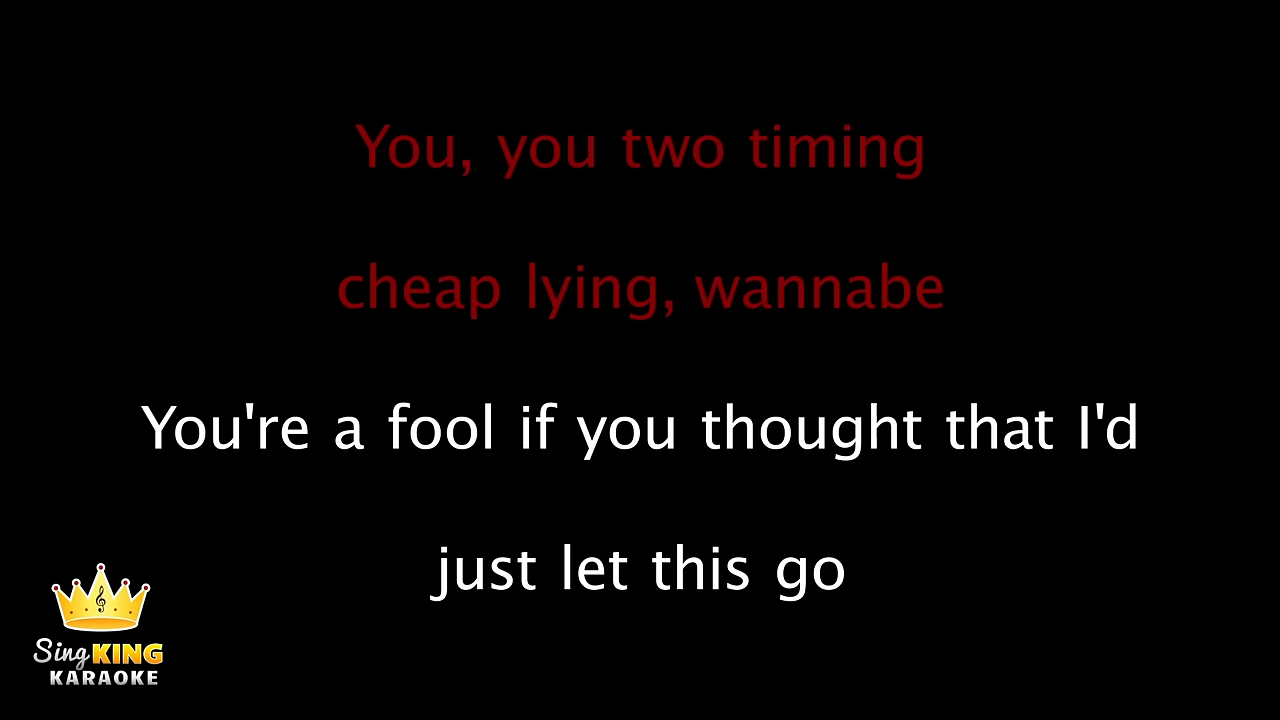 You, you two timing
cheap lying, wannabe
You're a fool if you thought that I'd
just let this go
Sing KING
KARAOKE